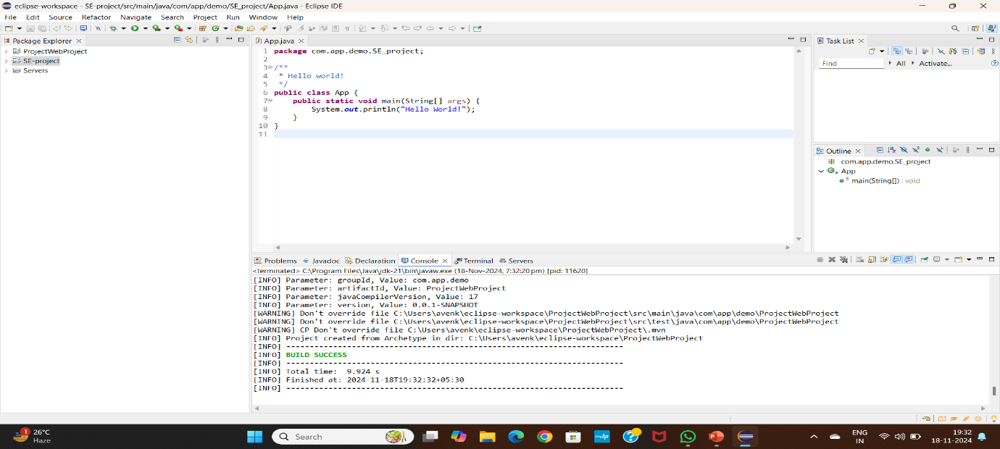 eclipse-workspace - SE-project/src/main/java/com/app/demo/SE_project/App.java - Eclipse IDE
File Edit Source Refactor Navigate Search Project Run Window Help
Package Explorer
ProjectWebProject
SE-project
Servers
App.java
1 package com.app.demo.SE_project;
2
3 /**
4 * Hello world!
5 */
6 public class App {
7 public static void main(String[] args) {
8 System.out.println("Hello World!");
9 }
10 }
11
Task List
Find All Activate...
Outline
com.app.demo.SE_project
App
main(String[]) : void
Problems Javadoc Declaration Console Terminal Servers
<terminated> C:\Program Files\Java\jdk-21\bin\javaw.exe (18-Nov-2024, 7:32:20 pm) [pid: 11620]
[INFO] Parameter: groupId, Value: com.app.demo
[INFO] Parameter: artifactId, Value: ProjectWebProject
[INFO] Parameter: javaCompilerVersion, Value: 17
[INFO] Parameter: version, Value: 0.0.1-SNAPSHOT
[WARNING] Don't override file C:\Users\avenk\eclipse-workspace\ProjectWebProject\src\main\java\com\app\demo\ProjectWebProject
[WARNING] Don't override file C:\Users\avenk\eclipse-workspace\ProjectWebProject\src\test\java\com\app\demo\ProjectWebProject
[WARNING] CP Don't override file C:\Users\avenk\eclipse-workspace\ProjectWebProject\.mvn
[INFO] Project created from Archetype in dir: C:\Users\avenk\eclipse-workspace\ProjectWebProject
[INFO] ------------------------------------------------------------------------
[INFO] BUILD SUCCESS
[INFO] ------------------------------------------------------------------------
[INFO] Total time:  9.924 s
[INFO] Finished at: 2024-11-18T19:32:32+05:30
[INFO] ------------------------------------------------------------------------
1
26°C
Haze
Search
myhp
P
ENG
IN
19:32
18-11-2024